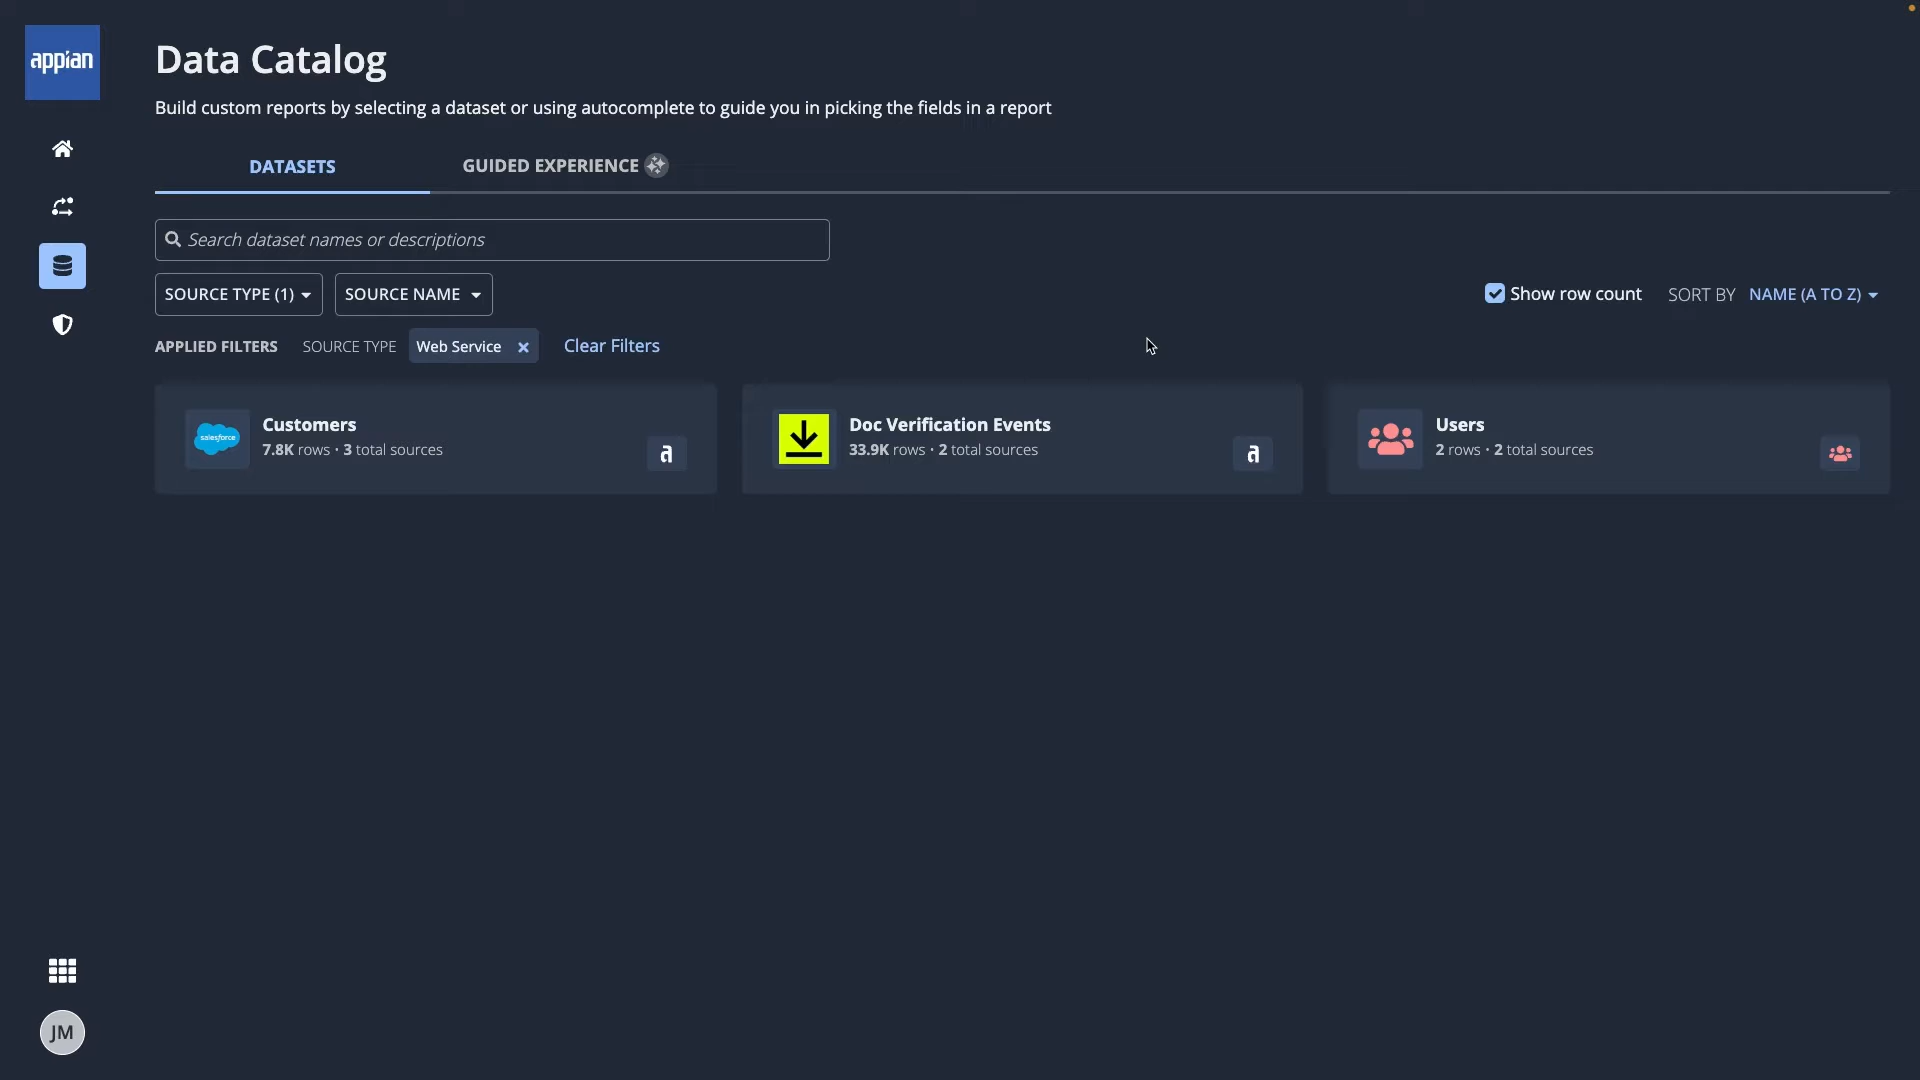 appian
Data Catalog
Build custom reports by selecting a dataset or using autocomplete to guide you in picking the fields in a report
DATASETS
GUIDED EXPERIENCE
Search dataset names or descriptions
SOURCE TYPE (1)
SOURCE NAME
Show row count
SORT BY
NAME (A TO Z)
APPLIED FILTERS
SOURCE TYPE
Web Service
Clear Filters
salesforce
Customers
7.8K rows · 3 total sources
a
Doc Verification Events
33.9K rows · 2 total sources
a
Users
2 rows · 2 total sources
JM